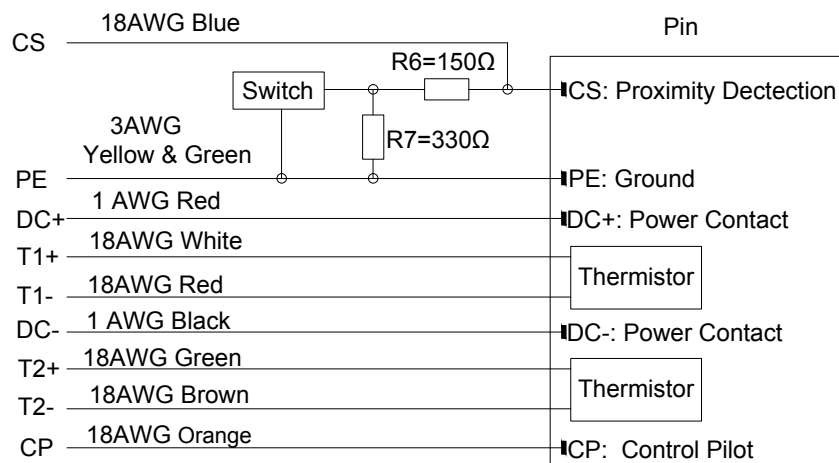 18AWG Blue
Pin
CS
R6=150Ω
Switch
CS: Proximity Dectection
3AWG
Yellow & Green
R7=330Ω
PE
PE: Ground
1 AWG Red
DC+
DC+: Power Contact
18AWG White
T1+
Thermistor
18AWG Red
T1-
1 AWG Black
DC-
DC-: Power Contact
18AWG Green
T2+
Thermistor
18AWG Brown
T2-
18AWG Orange
CP
CP: Control Pilot